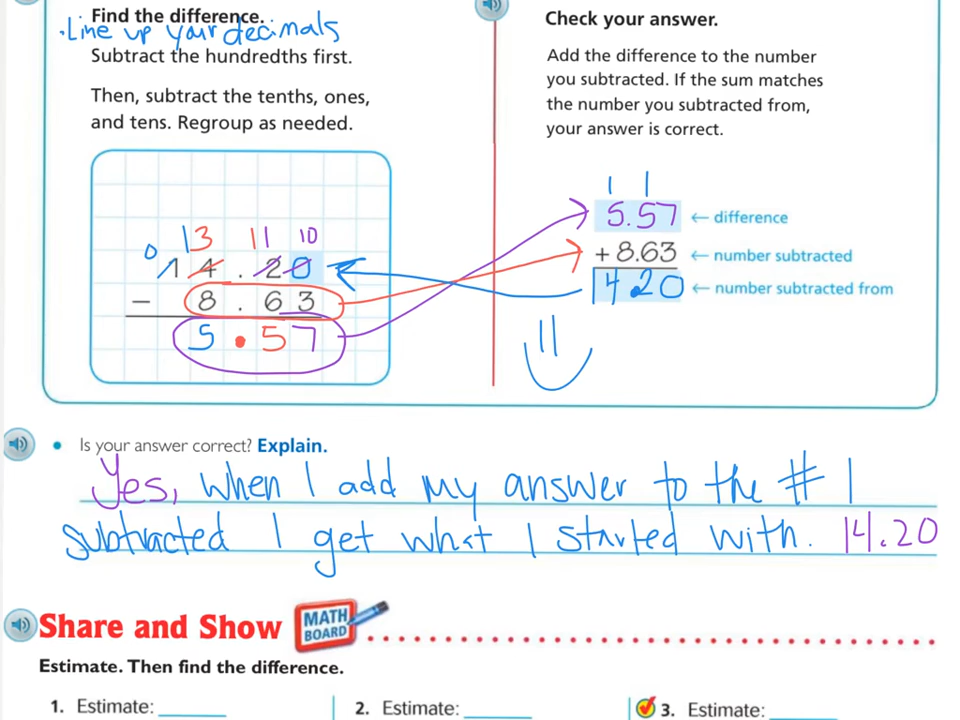 Find the difference.
·Line up your decimals
Subtract the hundredths first.
Then, subtract the tenths, ones,
and tens. Regroup as needed.
13 11 10
0
14.20
− 8.63
5.57
Check your answer.
Add the difference to the number
you subtracted. If the sum matches
the number you subtracted from,
your answer is correct.
1 1
5.57 ← difference
+ 8.63 ← number subtracted
14.20 ← number subtracted from
• Is your answer correct? Explain.
Yes, when I add my answer to the # I
subtracted I get what I started with. 14.20
Share and Show MATH BOARD
Estimate. Then find the difference.
1. Estimate: ______ 2. Estimate: ______ 3. Estimate: ______